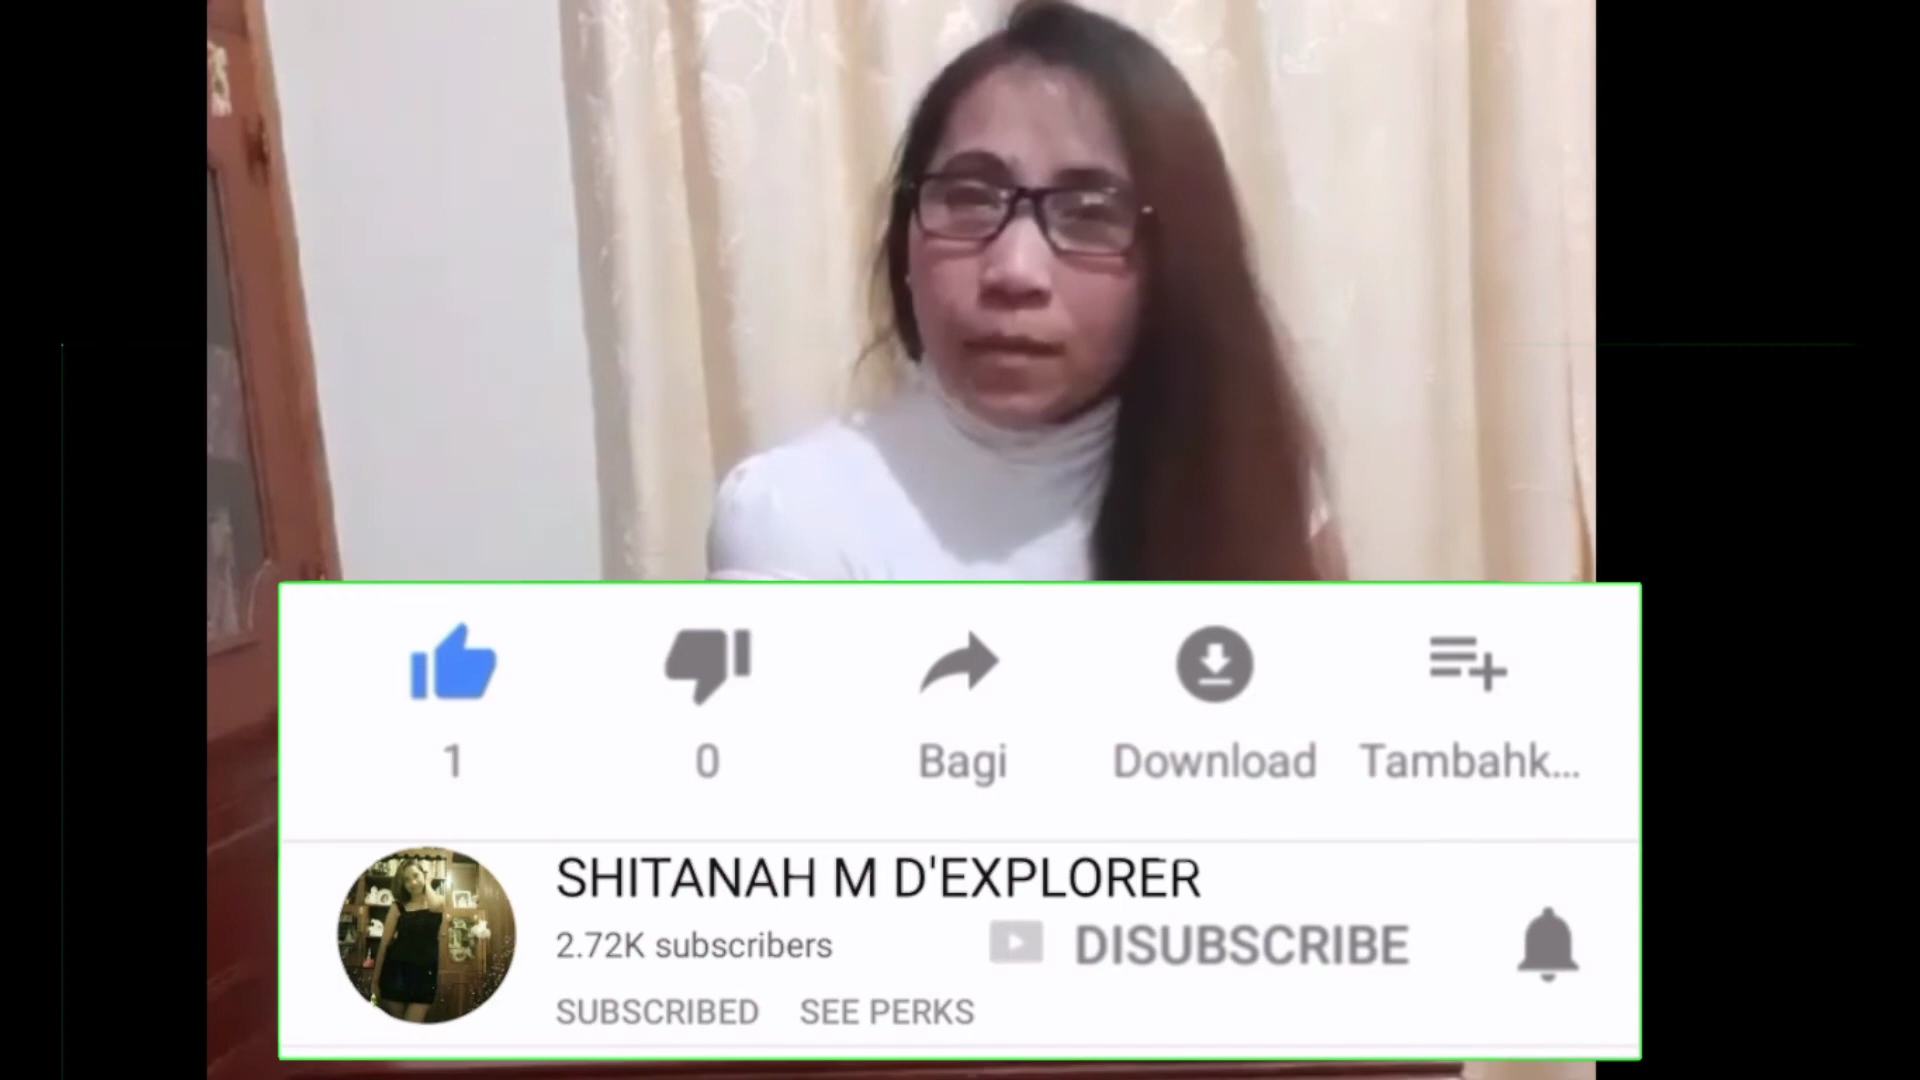 1 0 Bagi Download Tambahk...
SHITANAH M D'EXPLORER
2.72K subscribers DISUBSCRIBE
SUBSCRIBED SEE PERKS